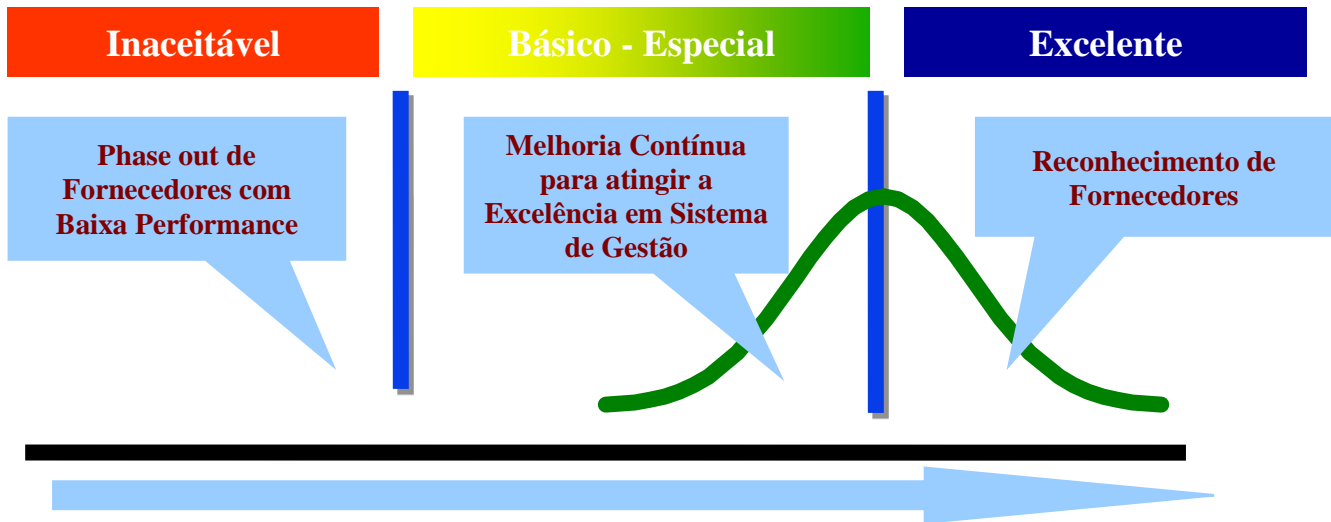 Inaceitável
Básico - Especial
Excelente
Phase out de
Fornecedores com
Baixa Performance
Melhoria Contínua
para atingir a
Excelência em Sistema
de Gestão
Reconhecimento de
Fornecedores